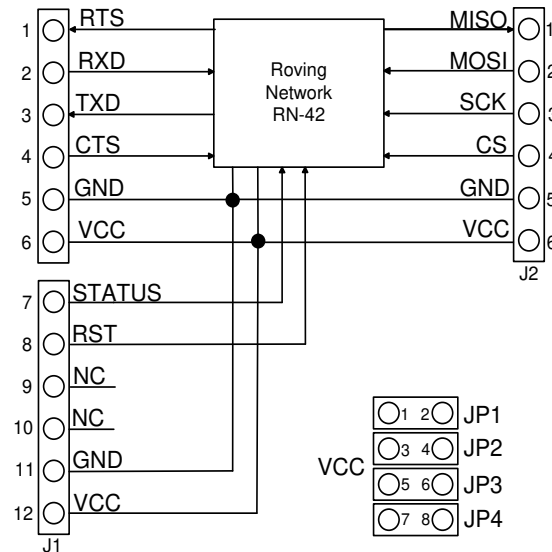 1 RTS MISO 1
2 RXD MOSI 2
3 TXD SCK 3
4 CTS CS 4
5 GND GND 5
6 VCC VCC 6
Roving
Network
RN-42
J2
7 STATUS
8 RST
9 NC
10 NC
11 GND
12 VCC
J1
VCC
1 2 JP1
3 4 JP2
5 6 JP3
7 8 JP4